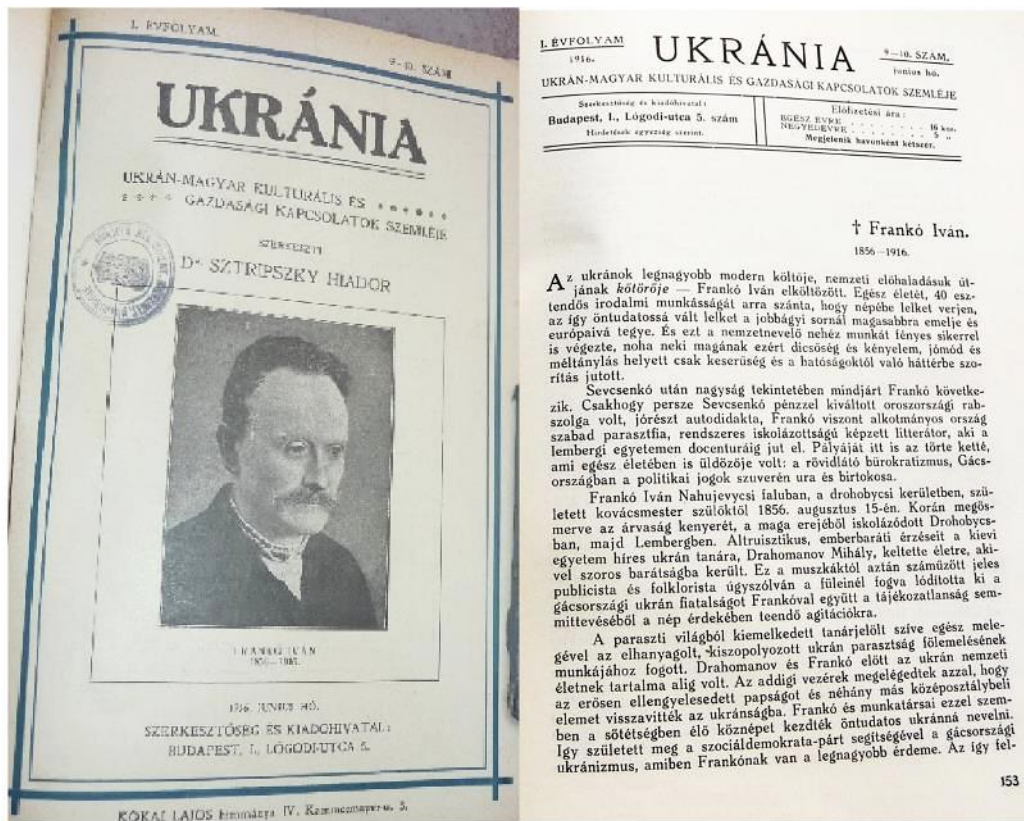 I. ÉVFOLYAM.
9—10. SZÁM
UKRÁNIA
UKRÁN-MAGYAR KULTURÁLIS ÉS
GAZDASÁGI KAPCSOLATOK SZEMLÉJE
SZERKESZTI
Dr. SZTRIPSZKY HIADOR
FRANKÓ IVÁN
1856—1916.
1916. JUNIUS HÓ.
SZERKESZTŐSÉG ÉS KIADÓHIVATAL:
BUDAPEST, I., LÓGODI-UTCA 5.
KÓKAI LAJOS bizománya IV, Kammermayer-u. 3.
I. ÉVFOLYAM
1916.
UKRÁNIA
9—10. SZÁM.
junius hó.
UKRÁN-MAGYAR KULTURÁLIS ÉS GAZDASÁGI KAPCSOLATOK SZEMLÉJE
Szerkesztőség és kiadóhivatal:
Budapest, I., Lógodi-utca 5. szám
Hirdetések egyezség szerint.
Előfizetési ára:
EGÉSZ ÉVRE . . . . . . . . 16 kor.
NEGYEDÉVRE . . . . . . . . 5 „
Megjelenik havonként kétszer.
† Frankó Iván.
1856—1916.
Az ukránok legnagyobb modern költője, nemzeti előhaladásuk út-
jának kőtörője — Frankó Iván elköltözött. Egész életét, 40 esz-
tendős irodalmi munkásságát arra szánta, hogy népébe lelket verjen,
az így öntudatossá vált lelket a jobbágyi sornál magasabbra emelje és
európaivá tegye. És ezt a nemzetnevelő nehéz munkát fényes sikerrel
is végezte, noha neki magának ezért dicsőség és kényelem, jómód és
méltánylás helyett csak keserűség és a hatóságoktól való háttérbe szo-
rítás jutott.
Sevcsenkó után nagyság tekintetében mindjárt Frankó követke-
zik. Csakhogy persze Sevcsenkó pénzzel kiváltott oroszországi rab-
szolga volt, jórészt autodidakta, Frankó viszont alkotmányos ország
szabad parasztfia, rendszeres iskolázottságú képzett litterátor, aki a
lembergi egyetemen docenturáig jut el. Pályáját itt is az törte ketté,
ami egész életében is üldözője volt: a rövidlátó bürokratizmus, Gács-
országban a politikai jogok szuverén ura és birtokosa.
Frankó Iván Nahujevycsi faluban, a drohobycsi kerületben, szü-
letett kovácsmester szülőktől 1856. augusztus 15-én. Korán megös-
merve az árvaság kenyerét, a maga erejéből iskolázódott Drohobycs-
ban, majd Lembergben. Altruisztikus, emberbaráti érzéseit a kievi
egyetem híres ukrán tanára, Drahomanov Mihály, keltette életre, aki-
vel szoros barátságba került. Ez a muszkáktól aztán száműzött jeles
publicista és folklorista úgyszólván a füleinél fogva lódította ki a
gácsországi ukrán fiatalságot Frankóval együtt a tájékozatlanság sem-
mittevéséből a nép érdekében teendő agitációkra.
A paraszti világból kiemelkedett tanárjelölt szíve egész mele-
gével az elhanyagolt, kiszopolyozott ukrán parasztság fölemelésének
munkájához fogott. Drahomanov és Frankó előtt az ukrán nemzeti
életnek tartalma alig volt. Az addigi vezérek megelégedtek azzal, hogy
az erősen ellengyelesedett papságot és néhány más középosztálybeli
elemet visszavitték az ukránságba. Frankó és munkatársai ezzel szem-
ben a sötétségben élő köznépet kezdték öntudatos ukránná nevelni.
Igy született meg a szociáldemokrata-párt segítségével a gácsországi
ukránizmus, amiben Frankónak van a legnagyobb érdeme. Az így fel-
153